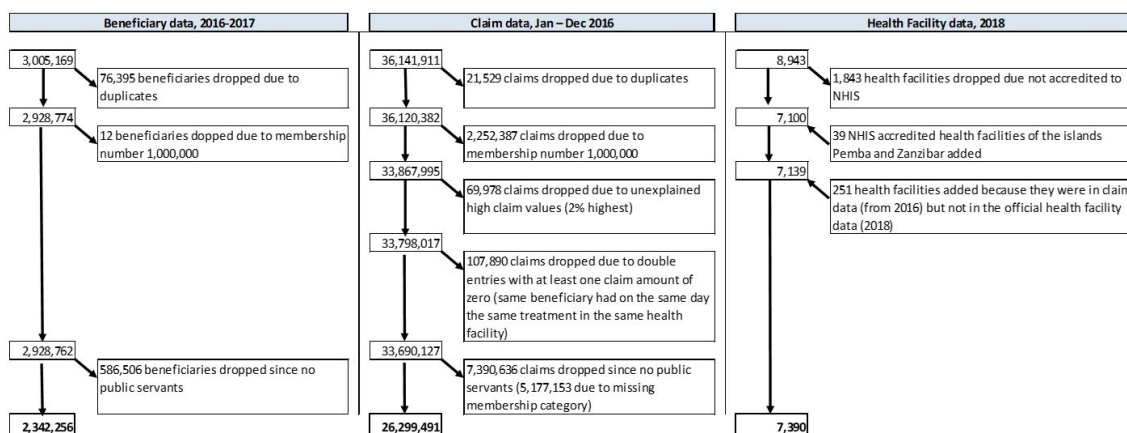 Beneficiary data, 2016-2017
3,005,169
76,395 beneficiaries dropped due to
duplicates
2,928,774
12 beneficiaries dopped due to membership
number 1,000,000
2,928,762
586,506 beneficiaries dropped since no
public servants
2,342,256
Claim data, Jan – Dec 2016
36,141,911
21,529 claims dropped due to duplicates
36,120,382
2,252,387 claims dropped due to
membership number 1,000,000
33,867,995
69,978 claims dropped due to unexplained
high claim values (2% highest)
33,798,017
107,890 claims dropped due to double
entries with at least one claim amount of
zero (same beneficiary had on the same day
the same treatment in the same health
facility)
33,690,127
7,390,636 claims dropped since no public
servants (5,177,153 due to missing
membership category)
26,299,491
Health Facility data, 2018
8,943
1,843 health facilities dropped due not accredited to
NHIS
7,100
39 NHIS accredited health facilities of the islands
Pemba and Zanzibar added
7,139
251 health facilities added because they were in claim
data (from 2016) but not in the official health facility
data (2018)
7,390